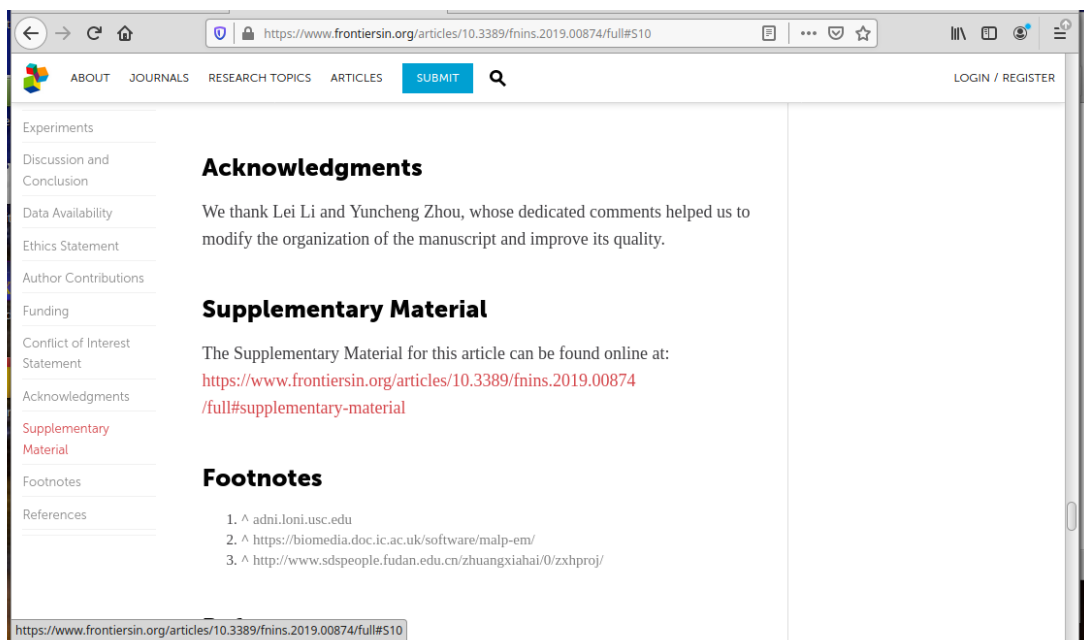 https://www.frontiersin.org/articles/10.3389/fnins.2019.00874/full#S10
ABOUT JOURNALS RESEARCH TOPICS ARTICLES SUBMIT LOGIN / REGISTER
Experiments
Discussion and
Conclusion
Data Availability
Ethics Statement
Author Contributions
Funding
Conflict of Interest
Statement
Acknowledgments
Supplementary
Material
Footnotes
References
Acknowledgments
We thank Lei Li and Yuncheng Zhou, whose dedicated comments helped us to
modify the organization of the manuscript and improve its quality.
Supplementary Material
The Supplementary Material for this article can be found online at:
https://www.frontiersin.org/articles/10.3389/fnins.2019.00874
/full#supplementary-material
Footnotes
1. ^ adni.loni.usc.edu
2. ^ https://biomedia.doc.ic.ac.uk/software/malp-em/
3. ^ http://www.sdspeople.fudan.edu.cn/zhuangxiahai/0/zxhproj/
https://www.frontiersin.org/articles/10.3389/fnins.2019.00874/full#S10